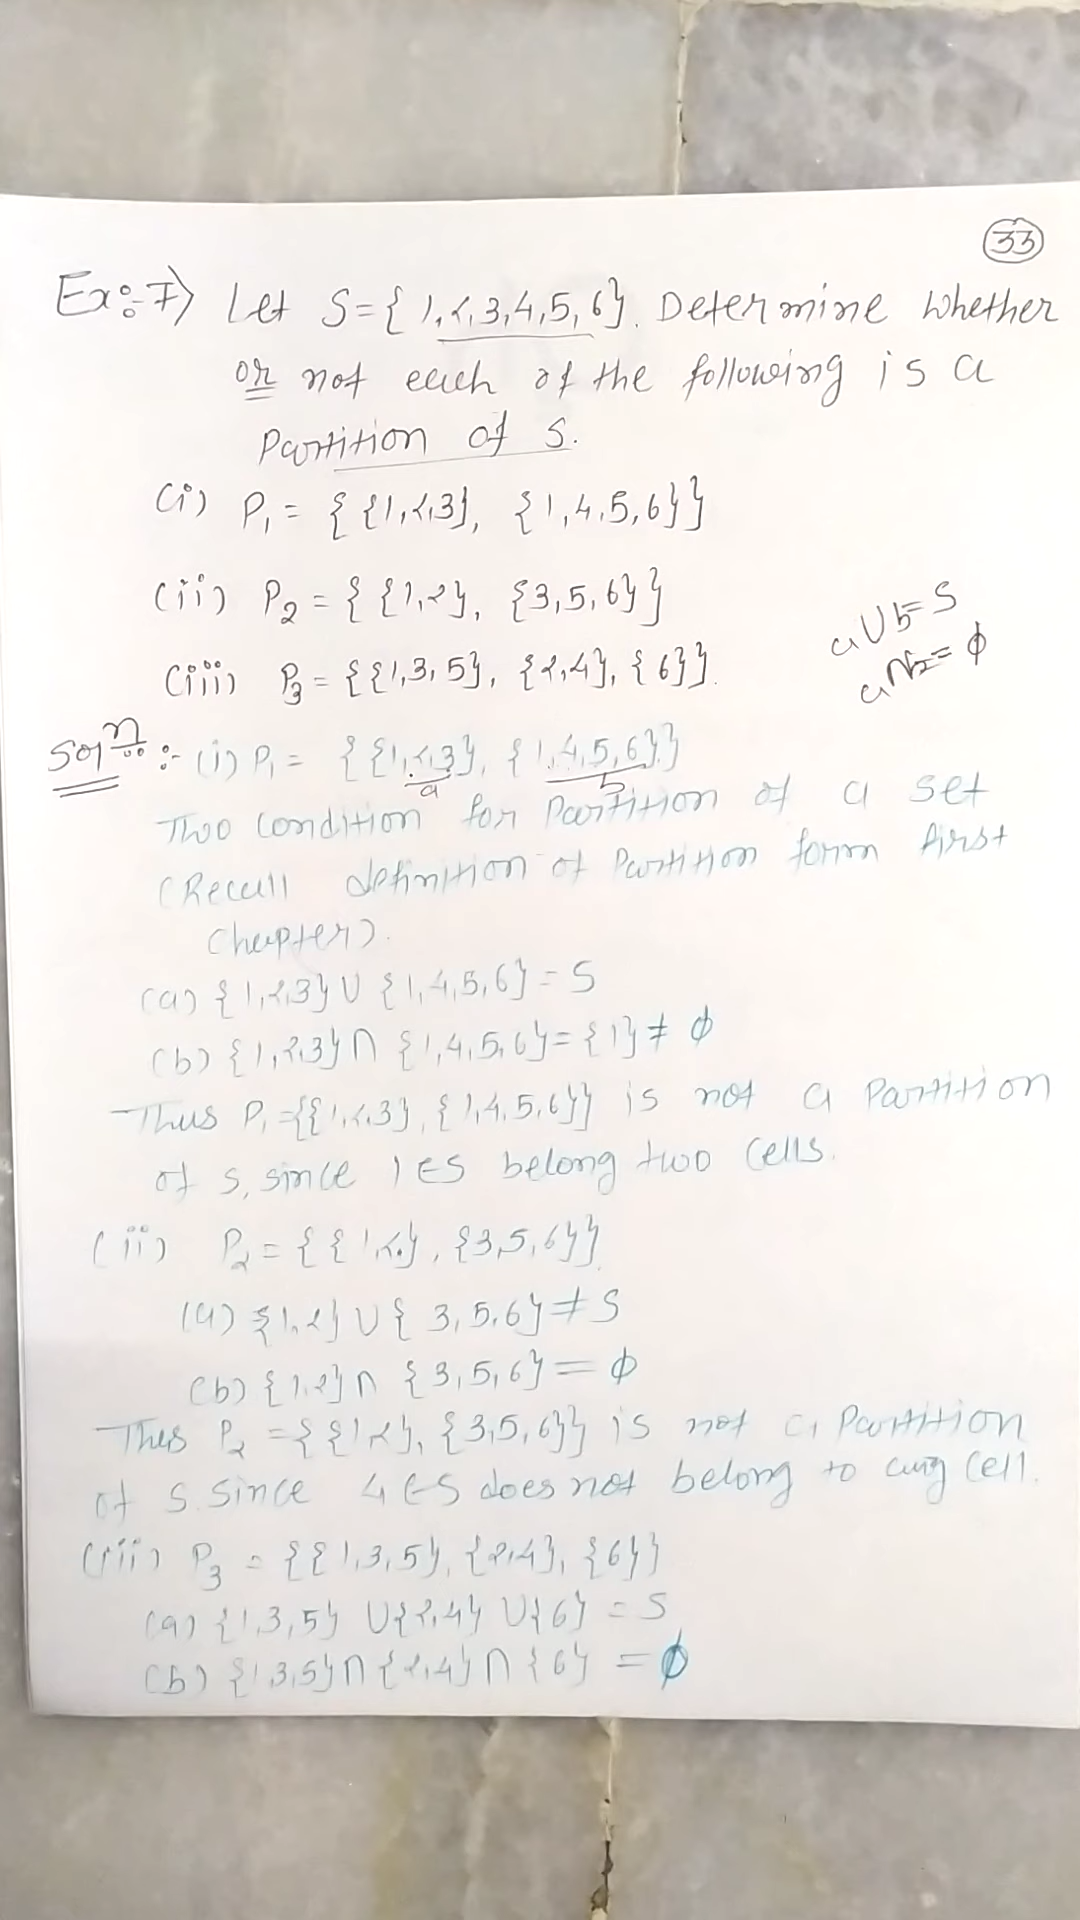 33
Ex:-7) Let S={1,2,3,4,5,6}. Determine whether
or not each of the following is a
Partition of S.
(i) P₁ = {{1,2,3}, {1,4,5,6}}
(ii) P₂ = {{1,2}, {3,5,6}}
a∪b=S
(iii) P₃ = {{1,3,5}, {2,4}, {6}}.
a∩b=ϕ
Solⁿ:- (i) P₁ = {{1,2,3}, {1,4,5,6}}
a b
Two condition for Partition of a set
(Recall definition of Partition form first
Chapter).
(a) {1,2,3} ∪ {1,4,5,6} = S
(b) {1,2,3} ∩ {1,4,5,6} = {1} ≠ ϕ
Thus P₁={{1,2,3}, {1,4,5,6}} is not a Partition
of S, since 1∈S belong two cells.
(ii) P₂ = {{1,2}, {3,5,6}}
(a) {1,2} ∪ {3,5,6} ≠ S
(b) {1,2} ∩ {3,5,6} = ϕ
Thus P₂ = {{1,2}, {3,5,6}} is not a Partition
of S. Since 4∈S does not belong to any cell.
(iii) P₃ = {{1,3,5}, {2,4}, {6}}
(a) {1,3,5} ∪ {2,4} ∪ {6} = S
(b) {1,3,5} ∩ {2,4} ∩ {6} = ϕ